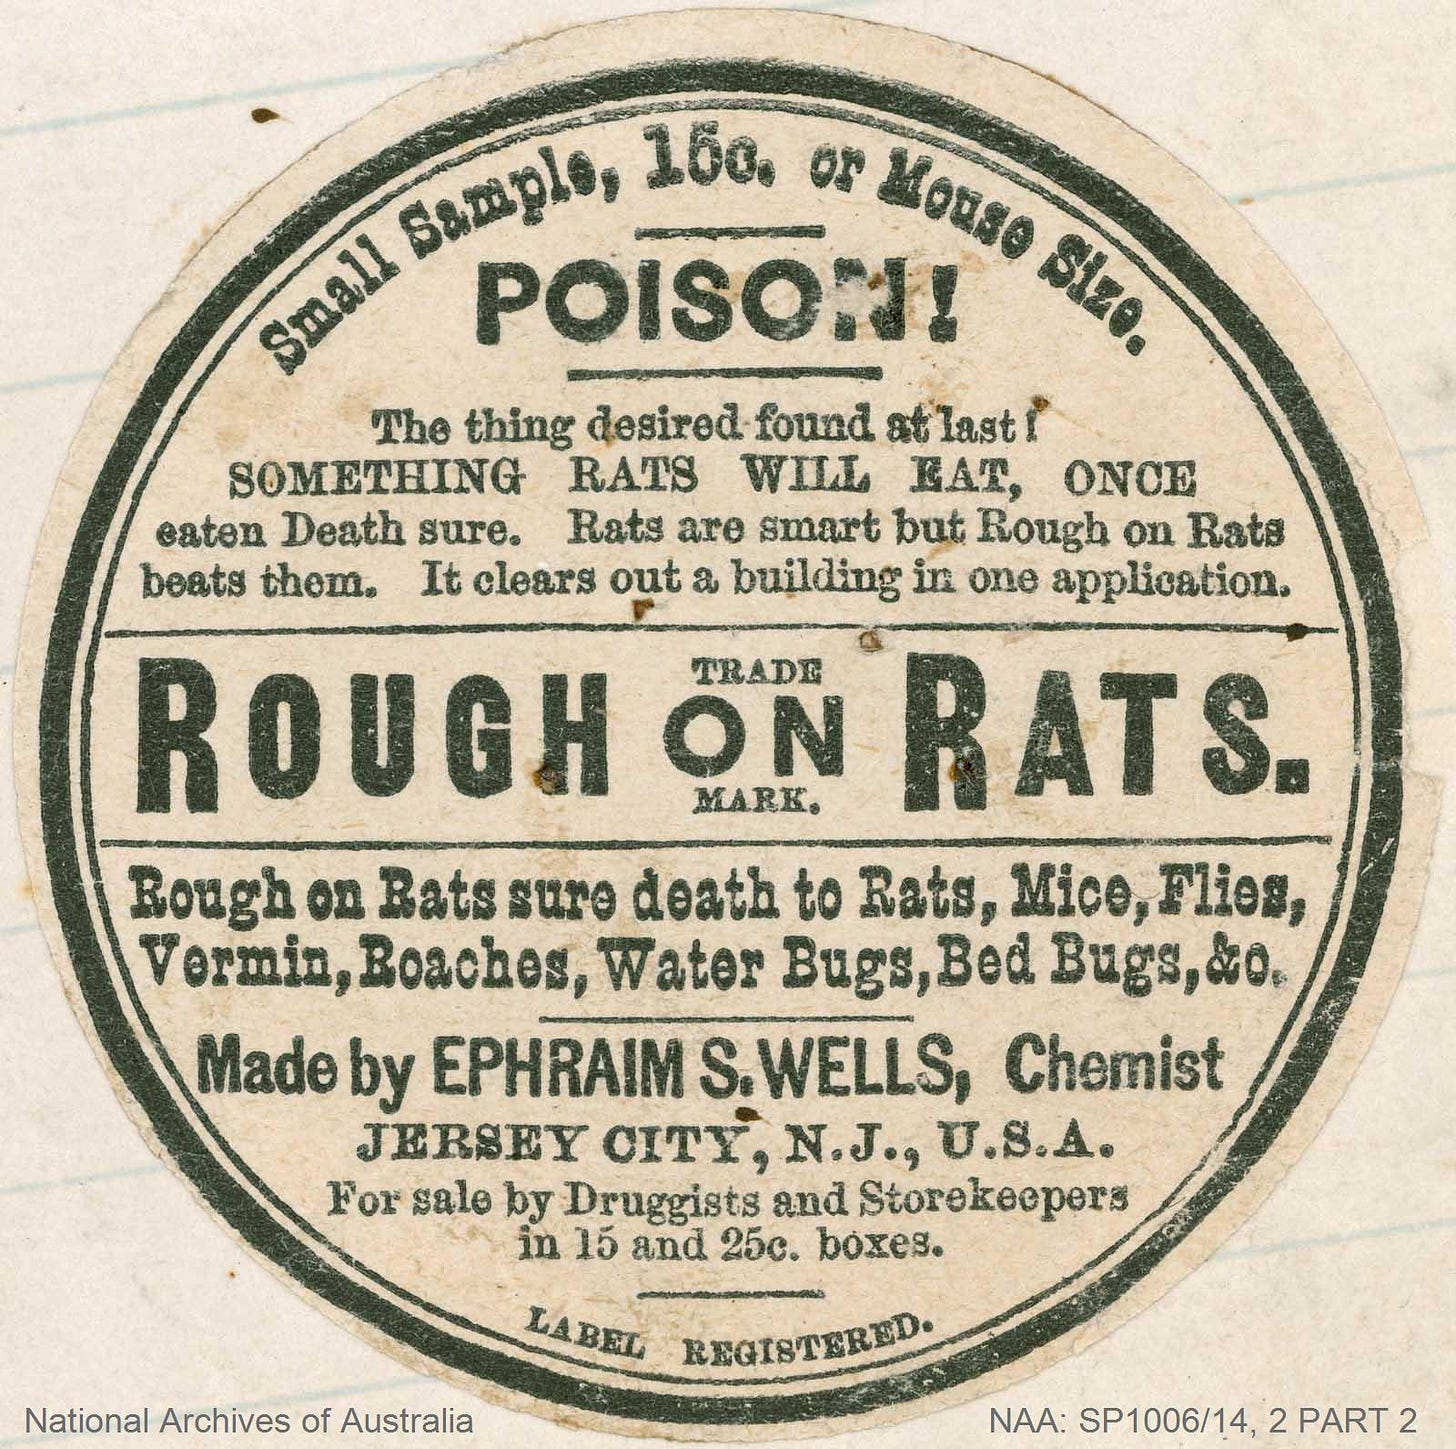 Small Sample, 15c. or Mouse Size.
POISON!
The thing desired found at last!
SOMETHING RATS WILL EAT, ONCE
eaten Death sure. Rats are smart but Rough on Rats
beats them. It clears out a building in one application.
ROUGH ON RATS.
TRADE
MARK.
Rough on Rats sure death to Rats, Mice, Flies,
Vermin, Roaches, Water Bugs, Bed Bugs, &c.
Made by EPHRAIM S. WELLS, Chemist
JERSEY CITY, N.J., U.S.A.
For sale by Druggists and Storekeepers
in 15 and 25c. boxes.
LABEL REGISTERED.
National Archives of Australia
NAA: SP1006/14, 2 PART 2